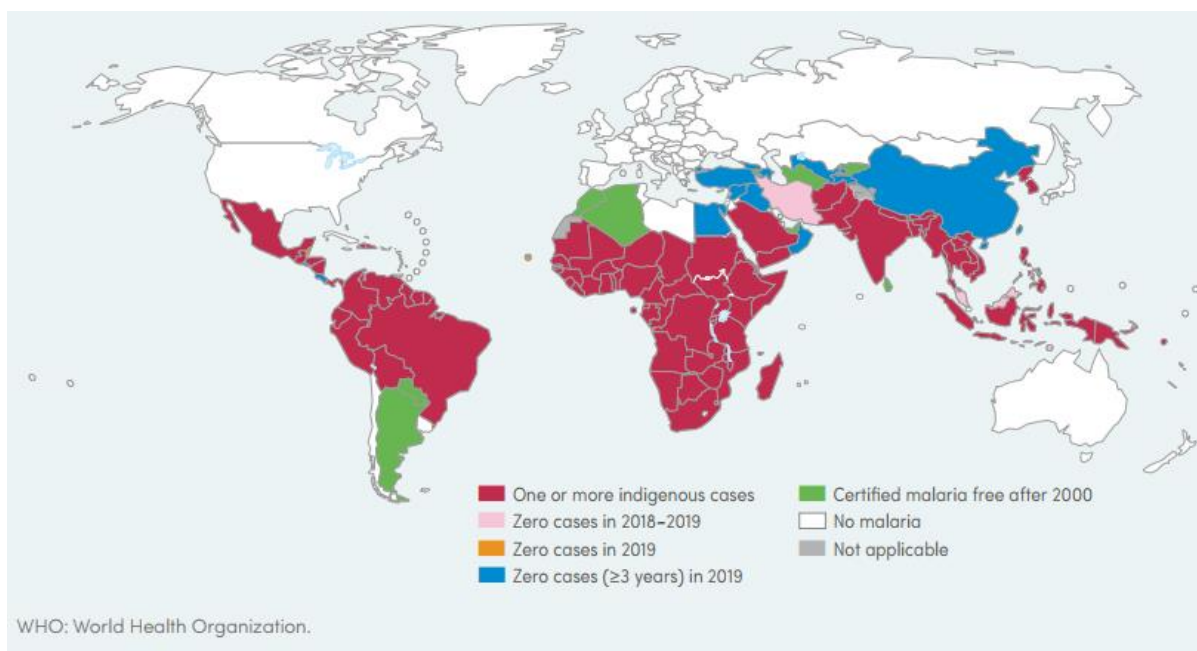 One or more indigenous cases
Zero cases in 2018–2019
Zero cases in 2019
Zero cases (≥3 years) in 2019
Certified malaria free after 2000
No malaria
Not applicable
WHO: World Health Organization.